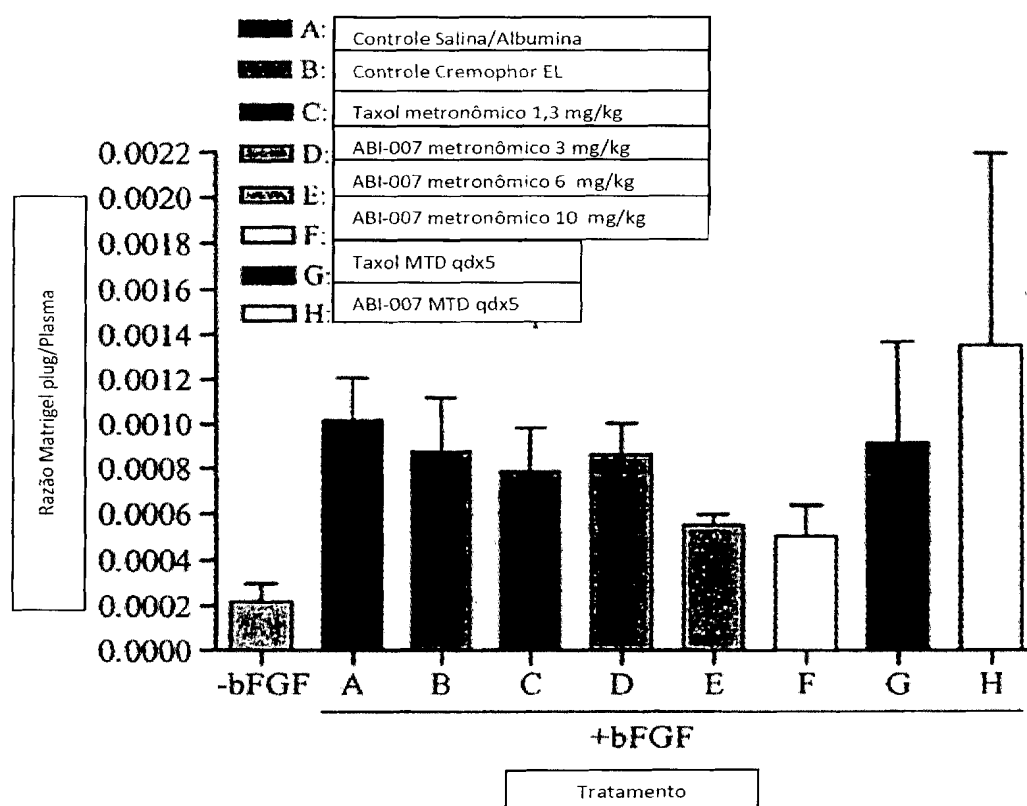 A: Controle Salina/Albumina
B: Controle Cremophor EL
C: Taxol metronômico 1,3 mg/kg
D: ABI-007 metronômico 3 mg/kg
E: ABI-007 metronômico 6 mg/kg
F: ABI-007 metronômico 10 mg/kg
G: Taxol MTD qdx5
H: ABI-007 MTD qdx5
Razão Matrigel plug/Plasma
0.0022
0.0020
0.0018
0.0016
0.0014
0.0012
0.0010
0.0008
0.0006
0.0004
0.0002
0.0000
-bFGF A B C D E F G H
+bFGF
Tratamento